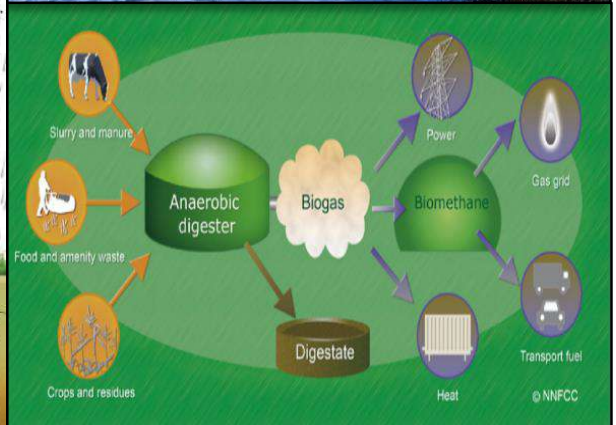 Slurry and manure
Food and amenity waste
Crops and residues
Anaerobic
digester
Biogas
Digestate
Power
Biomethane
Heat
Gas grid
Transport fuel
© NNFCC